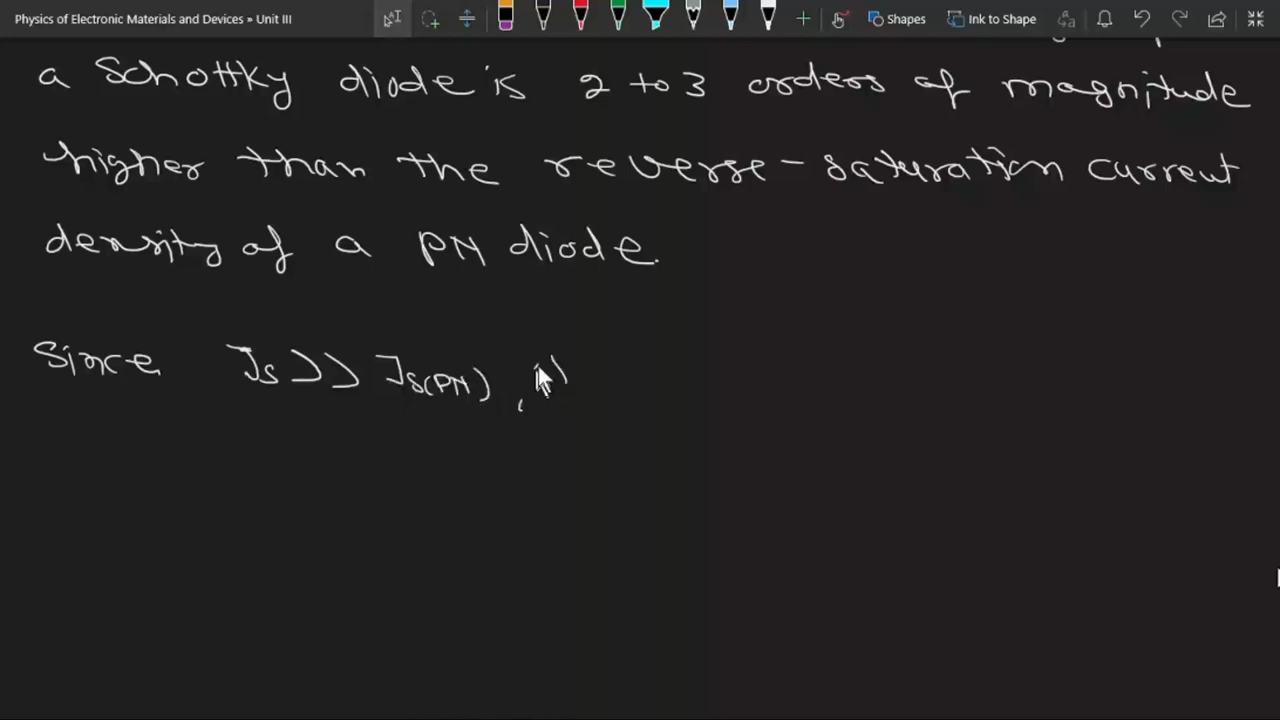 Physics of Electronic Materials and Devices » Unit III
Shapes
Ink to Shape
a Schottky diode is 2 to 3 orders of magnitude
higher than the reverse-saturation current
density of a PN diode.
Since Js >> Js(PN) ,